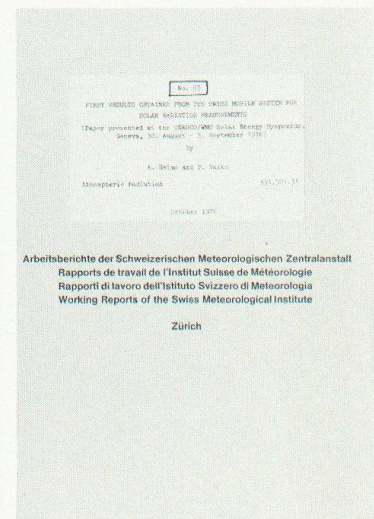 No. 67
FIRST RESULTS OBTAINED FROM THE SWISS MOBILE SYSTEM FOR
SOLAR RADIATION MEASUREMENTS
(Paper presented at the UNESCO/WMO Solar Energy Symposium,
Geneva, 30. August - 3. September 1976)
by
A. Heimo and P.
Atmospheric Radiation
October 1976
Arbeitsberichte der Schweizerischen Meteorologischen Zentralanstalt
Rapports de travail de l'Institut Suisse de Météorologie
Rapporti di lavoro dell'Istituto Svizzero di Meteorologia
Working Reports of the Swiss Meteorological Institute
Zürich